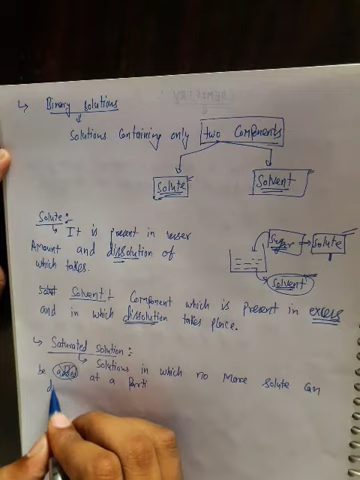 ↳ Binary Solutions
Solutions Containing only two Components
Solute Solvent
Solute :-
It is present in lesser
Amount and dissolution of
which takes.
Sugar → Solute
Solvent
Solvent : Component which is present in excess
and in which dissolution takes place.
↳ Saturated Solution :-
↳ Solutions in which no more solute can
be added at a Parti
d